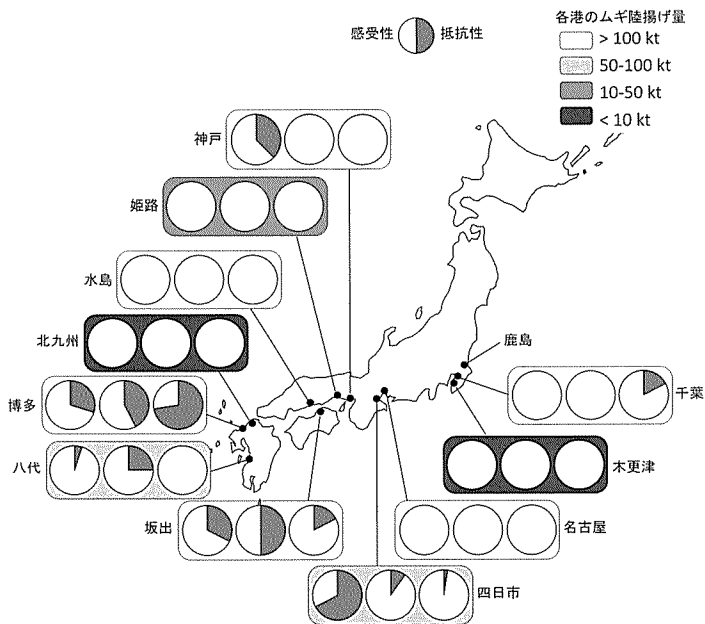 各港のムギ陸揚げ量
> 100 kt
50-100 kt
10-50 kt
< 10 kt
感受性 抵抗性
神戸
姫路
水島
北九州
博多
八代
坂出
四日市
名古屋
木更津
千葉
鹿島